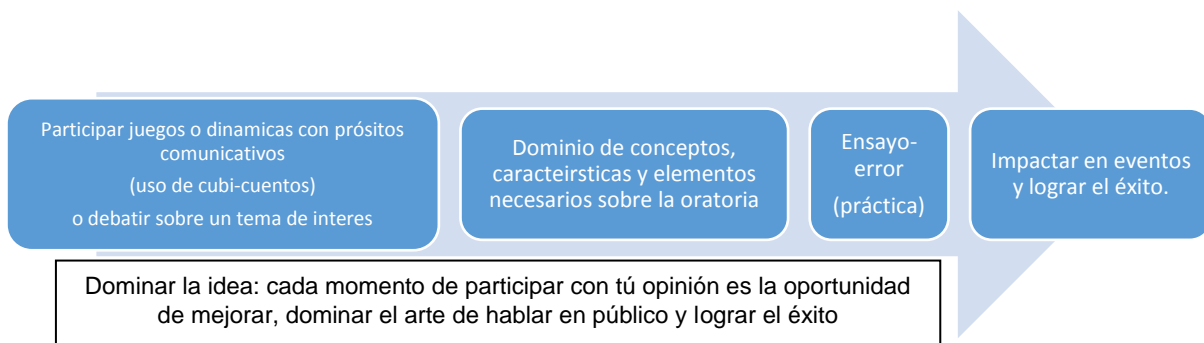 Participar juegos o dinamicas con prósitos
comunicativos
(uso de cubi-cuentos)
o debatir sobre un tema de interes
Dominio de conceptos,
caracteirsticas y elementos
necesarios sobre la oratoria
Ensayo-
error
(práctica)
Impactar en eventos
y lograr el éxito.
Dominar la idea: cada momento de participar con tú opinión es la oportunidad
de mejorar, dominar el arte de hablar en público y lograr el éxito